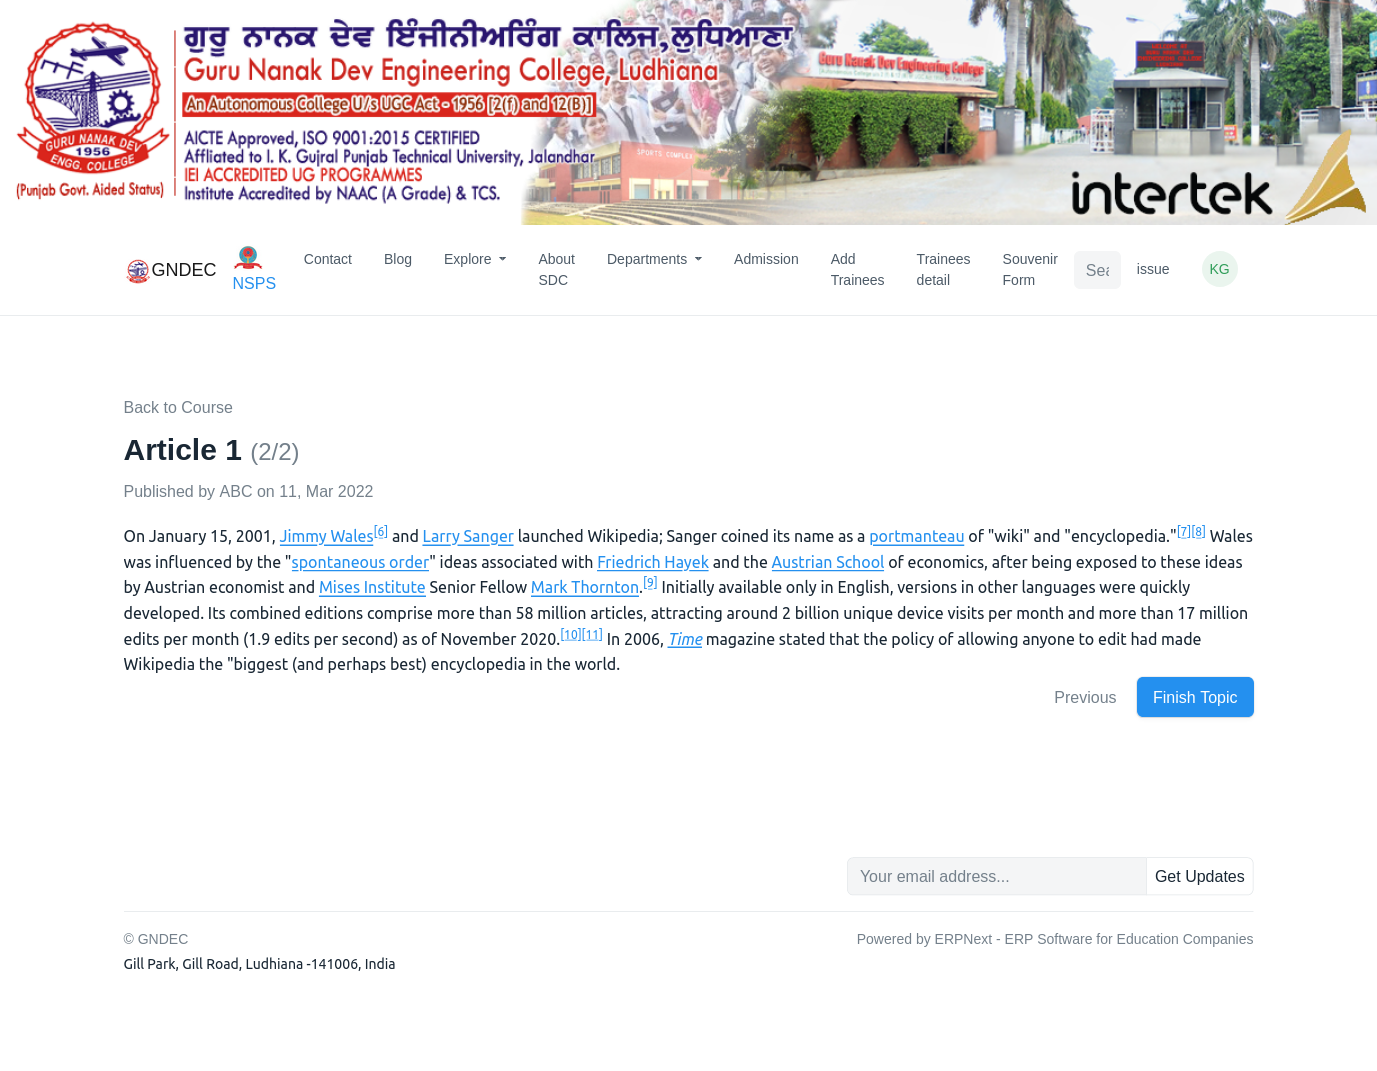 ਗੁਰੂ ਨਾਨਕ ਦੇਵ ਇੰਜੀਨੀਅਰਿੰਗ ਕਾਲਿਜ,ਲੁਧਿਆਣਾ
Guru Nanak Dev Engineering College, Ludhiana
An Autonomous College U/s UGC Act - 1956 [2(f) and 12(B)]
AICTE Approved, ISO 9001:2015 CERTIFIED
Affliated to I. K. Gujral Punjab Technical University, Jalandhar
IEI ACCREDITED UG PROGRAMMES
Institute Accredited by NAAC (A Grade) & TCS.
GURU NANAK DEV
1956
ENGG. COLLEGE
(Punjab Govt. Aided Status)
SPORTS COMPLEX
Guru Nanak Dev Engineering College
intertek
GNDEC
NSPS
Contact
Blog
Explore
About SDC
Departments
Admission
Add Trainees
Trainees detail
Souvenir Form
Sea
issue
KG
Back to Course
Article 1 (2/2)
Published by ABC on 11, Mar 2022
On January 15, 2001, Jimmy Wales[6] and Larry Sanger launched Wikipedia; Sanger coined its name as a portmanteau of "wiki" and "encyclopedia."[7][8] Wales
was influenced by the "spontaneous order" ideas associated with Friedrich Hayek and the Austrian School of economics, after being exposed to these ideas
by Austrian economist and Mises Institute Senior Fellow Mark Thornton.[9] Initially available only in English, versions in other languages were quickly
developed. Its combined editions comprise more than 58 million articles, attracting around 2 billion unique device visits per month and more than 17 million
edits per month (1.9 edits per second) as of November 2020.[10][11] In 2006, Time magazine stated that the policy of allowing anyone to edit had made
Wikipedia the "biggest (and perhaps best) encyclopedia in the world.
Previous
Finish Topic
Your email address...
Get Updates
© GNDEC
Powered by ERPNext - ERP Software for Education Companies
Gill Park, Gill Road, Ludhiana -141006, India